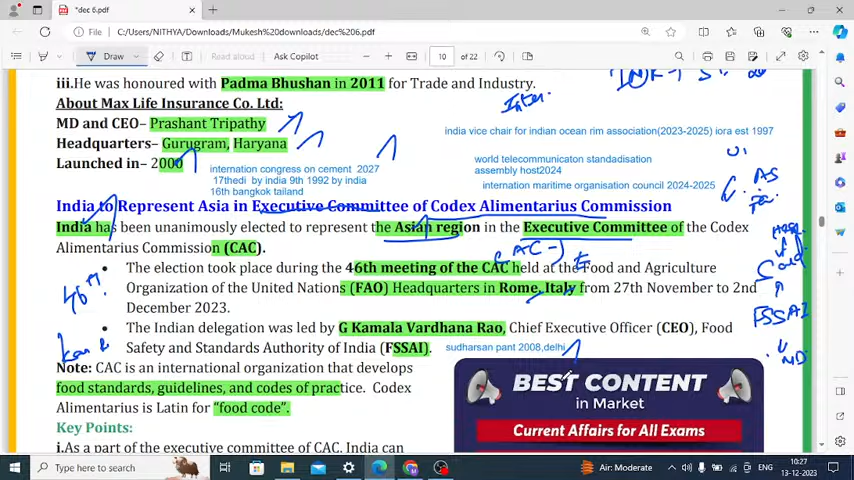 *dec 6.pdf
File
C:/Users/NITHYA/Videos/Mukesh%20downloads/dec%206.pdf
Draw
Read aloud
Ask Copilot
10
of 22
iii.He was honoured with Padma Bhushan in 2011 for Trade and Industry.
About Max Life Insurance Co. Ltd:
Inter.
MD and CEO– Prashant Tripathy
india vice chair for indian ocean rim association(2023-2025) iora est 1997
Headquarters– Gurugram, Haryana
Launched in– 2000
internation congress on cement 2027
17thedi by india 9th 1992 by india
16th bangkok tailand
world telecommunicaton standadisation
assembly host2024
internation maritime organisation council 2024-2025
India to Represent Asia in Executive Committee of Codex Alimentarius Commission
India has been unanimously elected to represent the Asian region in the Executive Committee of the Codex
Alimentarius Commission (CAC).
CAC
• The election took place during the 46th meeting of the CAC held at the Food and Agriculture
Organization of the United Nations (FAO) Headquarters in Rome, Italy from 27th November to 2nd
December 2023.
46th
FSSAI
• The Indian delegation was led by G Kamala Vardhana Rao, Chief Executive Officer (CEO), Food
Safety and Standards Authority of India (FSSAI).
sudharsan pant 2008,delhi
ND
Note: CAC is an international organization that develops
food standards, guidelines, and codes of practice. Codex
Alimentarius is Latin for “food code”.
Key Points:
i.As a part of the executive committee of CAC, India can
BEST CONTENT
in Market
Current Affairs for All Exams
Type here to search
Air: Moderate
ENG
10:27
13-12-2023